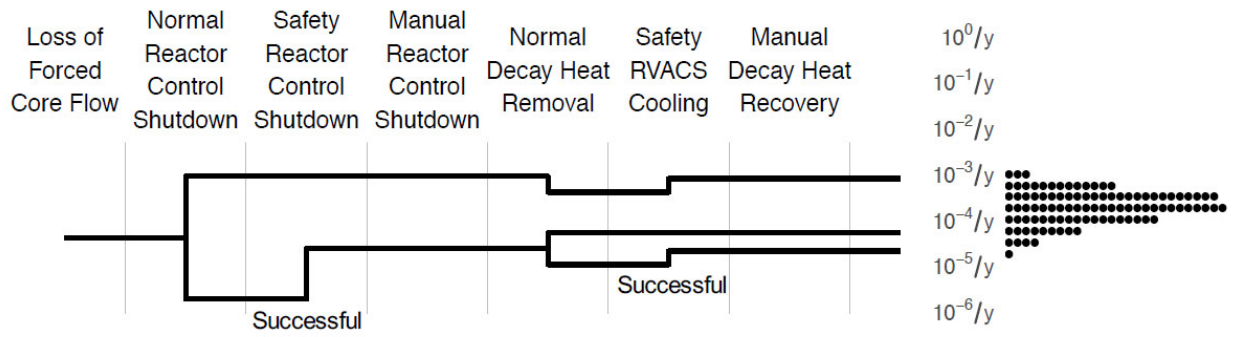 Loss of
Forced
Core Flow
Normal
Reactor
Control
Shutdown
Safety
Reactor
Control
Shutdown
Manual
Reactor
Control
Shutdown
Normal
Decay Heat
Removal
Safety
RVACS
Cooling
Manual
Decay Heat
Recovery
10⁰/y
10⁻¹/y
10⁻²/y
10⁻³/y
10⁻⁴/y
10⁻⁵/y
10⁻⁶/y
Successful
Successful